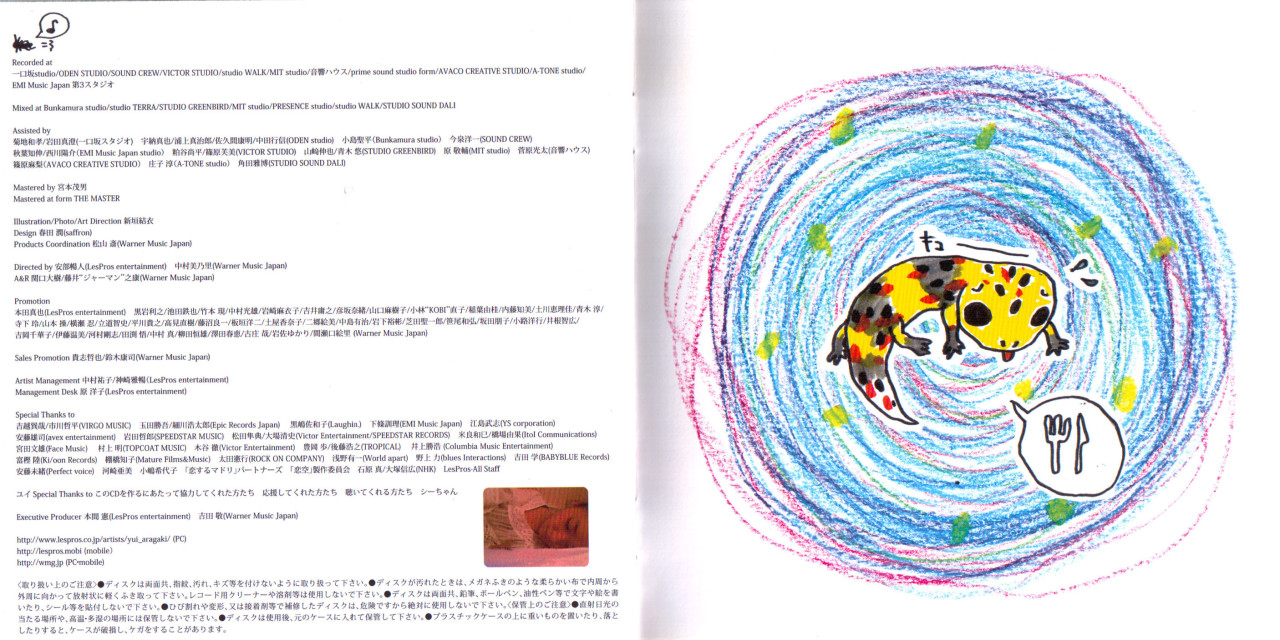 Recorded at
一口坂studio/ODEN STUDIO/SOUND CREW/VICTOR STUDIO/studio WALK/MIT studio/音響ハウス/prime sound studio form/AVACO CREATIVE STUDIO/A-TONE studio/
EMI Music Japan 第3スタジオ
Mixed at Bunkamura studio/studio TERRA/STUDIO GREENBIRD/MIT studio/PRESENCE studio/studio WALK/STUDIO SOUND DALI
Assisted by
菊地和孝/岩田真澄(一口坂スタジオ) 宇納真也/浦上真治郎/佐久間康明/中田行信(ODEN studio) 小島聖平(Bunkamura studio) 今泉洋一(SOUND CREW)
秋葉知伸/西川陽介(EMI Music Japan studio) 粕谷尚平/篠原美美(VICTOR STUDIO) 山崎伸也/青木 悠(STUDIO GREENBIRD) 原 敬輔(MIT studio) 菅原光太(音響ハウス)
篠原麻梨(AVACO CREATIVE STUDIO) 庄子 淳(A-TONE studio) 角田雅博(STUDIO SOUND DALI)
Mastered by 宮本茂男
Mastered at form THE MASTER
Illustration/Photo/Art Direction 新垣結衣
Design 春田 潤(saffron)
Products Coordination 松山 斎(Warner Music Japan)
Directed by 安部暢人(LesPros entertainment) 中村美乃里(Warner Music Japan)
A&R 関口大樹/藤井"ジャーマン"之康(Warner Music Japan)
Promotion
本田真也(LesPros entertainment) 黒岩利之/池田鉄也/竹本 現/中村光雄/岩崎麻衣子/古井庸之/彦坂奈緒/山口麻樹子/小林"KOBI"直子/稲葉由桂/内藤知美/土川恵理佳/青木 淳/
寺下 玲/山本 操/横瀬 忍/立道智史/平川貴之/高見直樹/藤沼良一/板垣洋二/土屋香奈子/二郷絵美/中島有治/岩下裕彬/芝田聖一郎/笹尾和弘/坂田朋子/小路洋行/井根智広/
吉岡千華子/伊藤温美/河村剛志/田渕 悟/中村 真/柳田恒雄/澤田春恵/古庄 哉/岩佐ゆかり/間瀬口絵里 (Warner Music Japan)
Sales Promotion 貴志哲也/鈴木康司(Warner Music Japan)
Artist Management 中村祐子/神崎雅暢(LesPros entertainment)
Management Desk 原 洋子(LesPros entertainment)
Special Thanks to
吉越異哉/市川哲平(VIRGO MUSIC) 玉田勝吾/細川浩太郎(Epic Records Japan) 黒嶋佐和子(Laughin.) 下條訓理(EMI Music Japan) 江島武志(YS corporation)
安藤雄司(avex entertainment) 岩田哲郎(SPEEDSTAR MUSIC) 松田隼典/大場清史(Victor Entertainment/SPEEDSTAR RECORDS) 米良和巳/横場由果(Itol Communications)
宮田文雄(Face Music) 村上 明(TOPCOAT MUSIC) 木谷 徹(Victor Entertainment) 豊岡 歩/後藤浩之(TROPICAL) 井上勝浩 (Columbia Music Entertainment)
富樫 陸(Ki/oon Records) 棚橋知子(Mature Films&Music) 太田憲行(ROCK ON COMPANY) 浅野有一(World apart) 野上 力(blues Interactions) 吉田 学(BABYBLUE Records)
安藤未緒(Perfect voice) 河崎亜美 小嶋希代子 「恋するマドリ」パートナーズ 「恋空」製作委員会 石原 真/大塚信広(NHK) LesPros-All Staff
ユイ Special Thanks to このCDを作るにあたって協力してくれた方たち 応援してくれた方たち 聴いてくれる方たち シーちゃん
Executive Producer 本間 憲(LesPros entertainment) 吉田 敬(Warner Music Japan)
http://www.lespros.co.jp/artists/yui_aragaki/ (PC)
http://lespros.mobi (mobile)
http://wmg.jp (PC・mobile)
〈取り扱い上のご注意〉●ディスクは両面共、指紋、汚れ、キズ等を付けないように取り扱って下さい。●ディスクが汚れたときは、メガネふきのような柔らかい布で内周から
外周に向かって放射状に軽くふき取って下さい。レコード用クリーナーや溶剤等は使用しないで下さい。●ディスクは両面共、鉛筆、ボールペン、油性ペン等で文字や絵を書
いたり、シール等を貼付しないで下さい。●ひび割れや変形、又は接着剤等で補修したディスクは、危険ですから絶対に使用しないで下さい。〈保管上のご注意〉●直射日光の
当たる場所や、高温・多湿の場所には保管しないで下さい。●ディスクは使用後、元のケースに入れて保管して下さい。●プラスチックケースの上に重いものを置いたり、落と
したりすると、ケースが破損し、ケガをすることがあります。
キョ